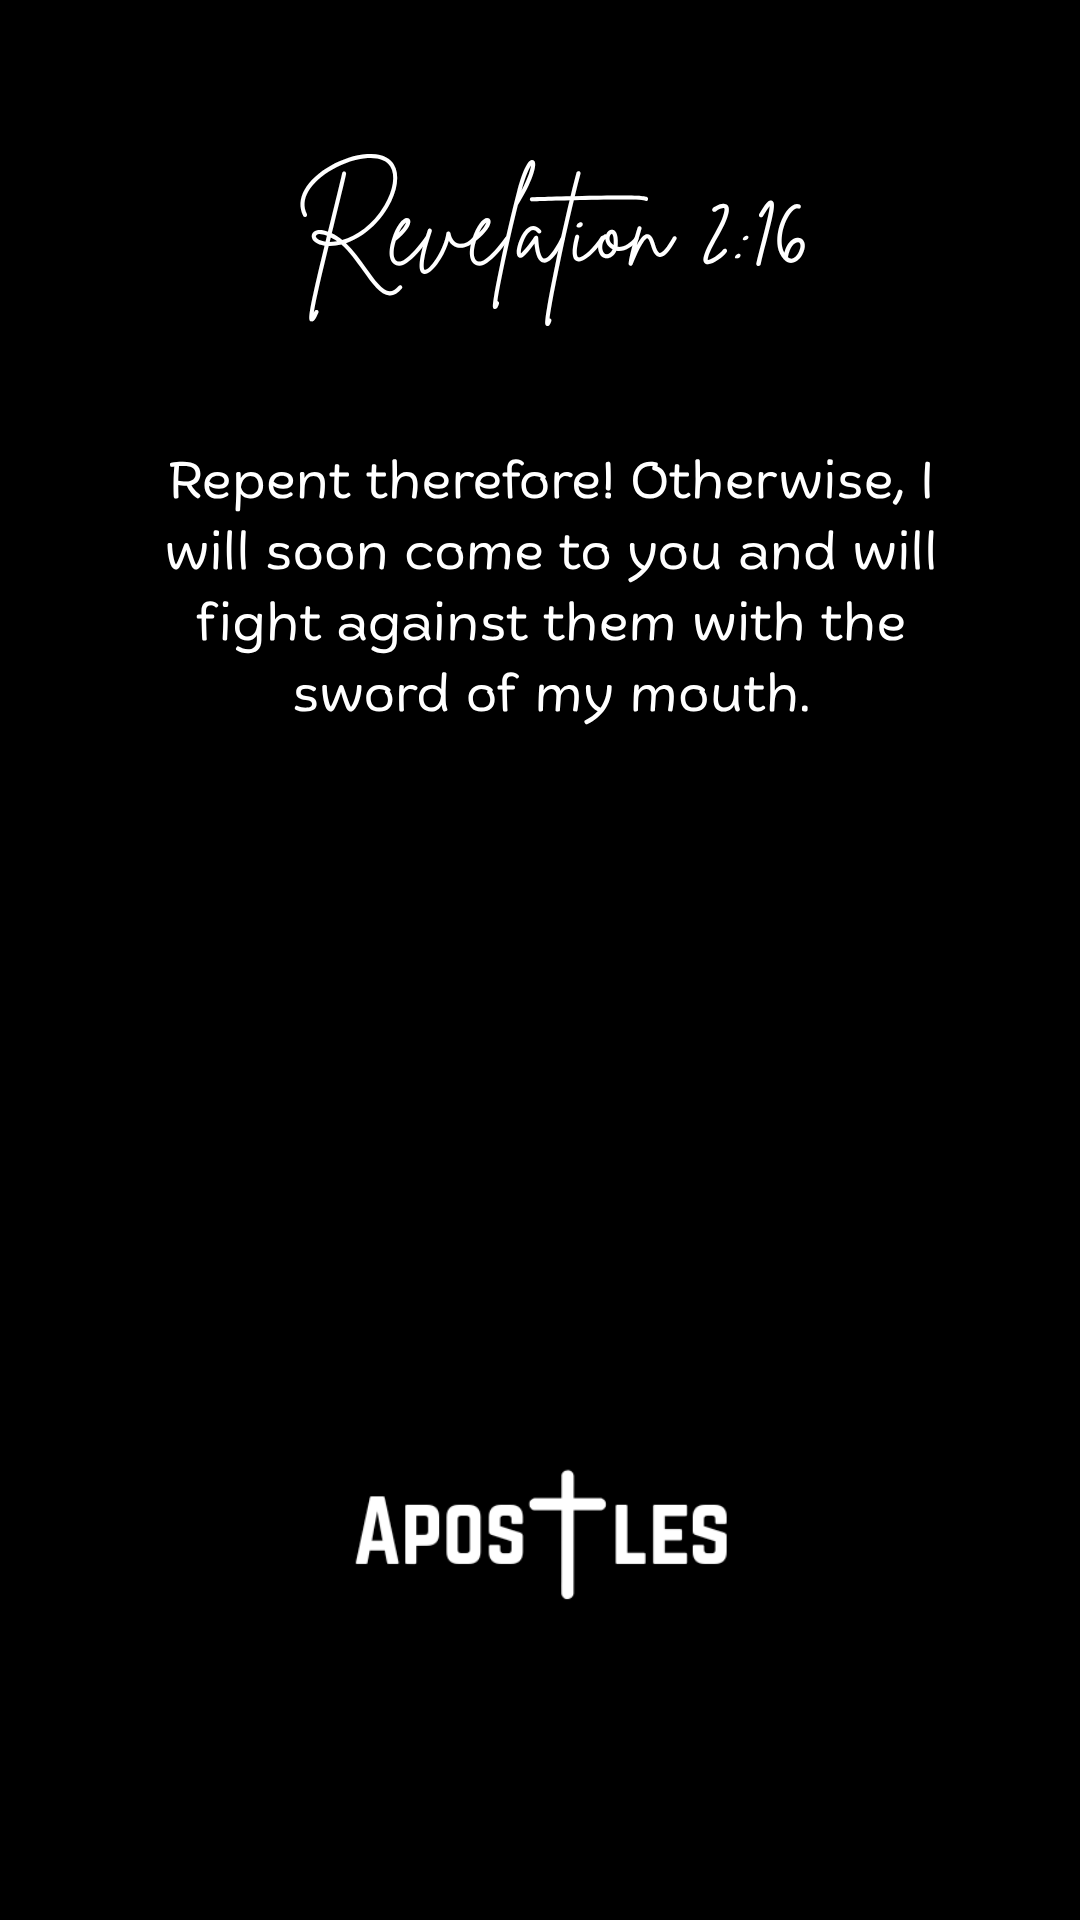 Revelation 2:16
Repent therefore! Otherwise, I
will soon come to you and will
fight against them with the
sword of my mouth.
APOSTLES